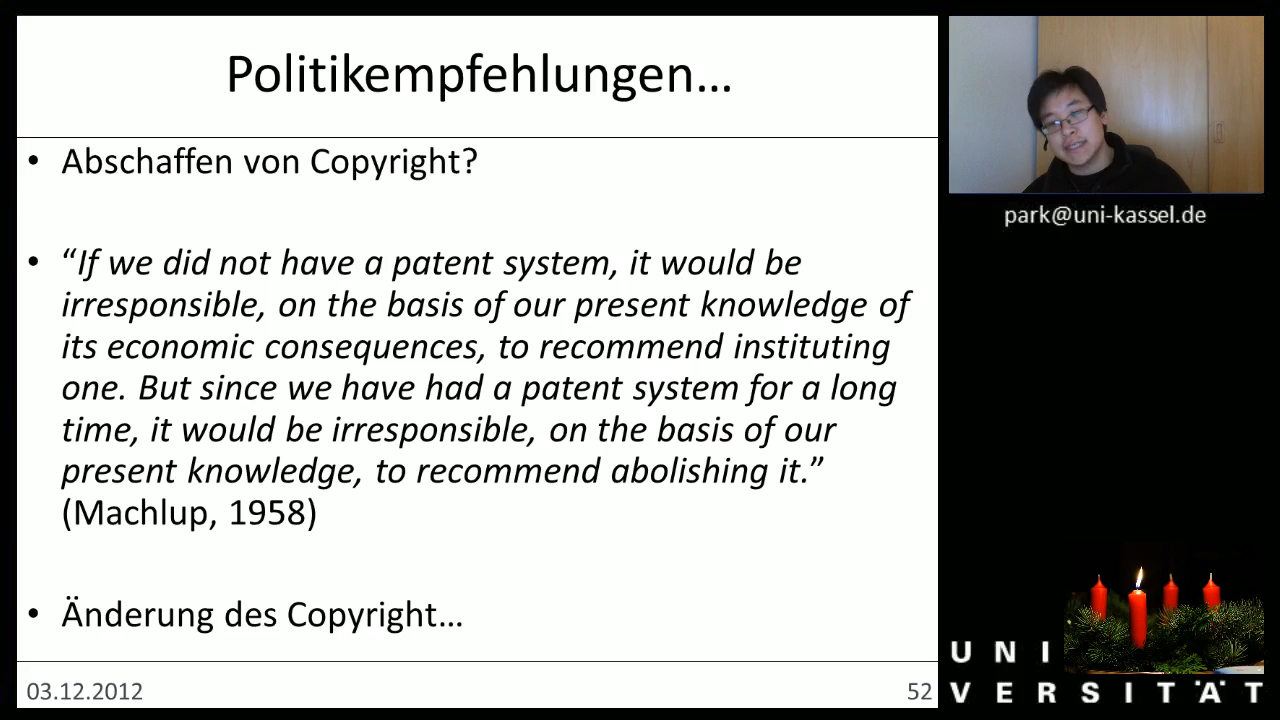 Politikempfehlungen...
• Abschaffen von Copyright?
• “If we did not have a patent system, it would be
irresponsible, on the basis of our present knowledge of
its economic consequences, to recommend instituting
one. But since we have had a patent system for a long
time, it would be irresponsible, on the basis of our
present knowledge, to recommend abolishing it.”
(Machlup, 1958)
• Änderung des Copyright...
03.12.2012
52
park@uni-kassel.de
UNI
VERSITÄT